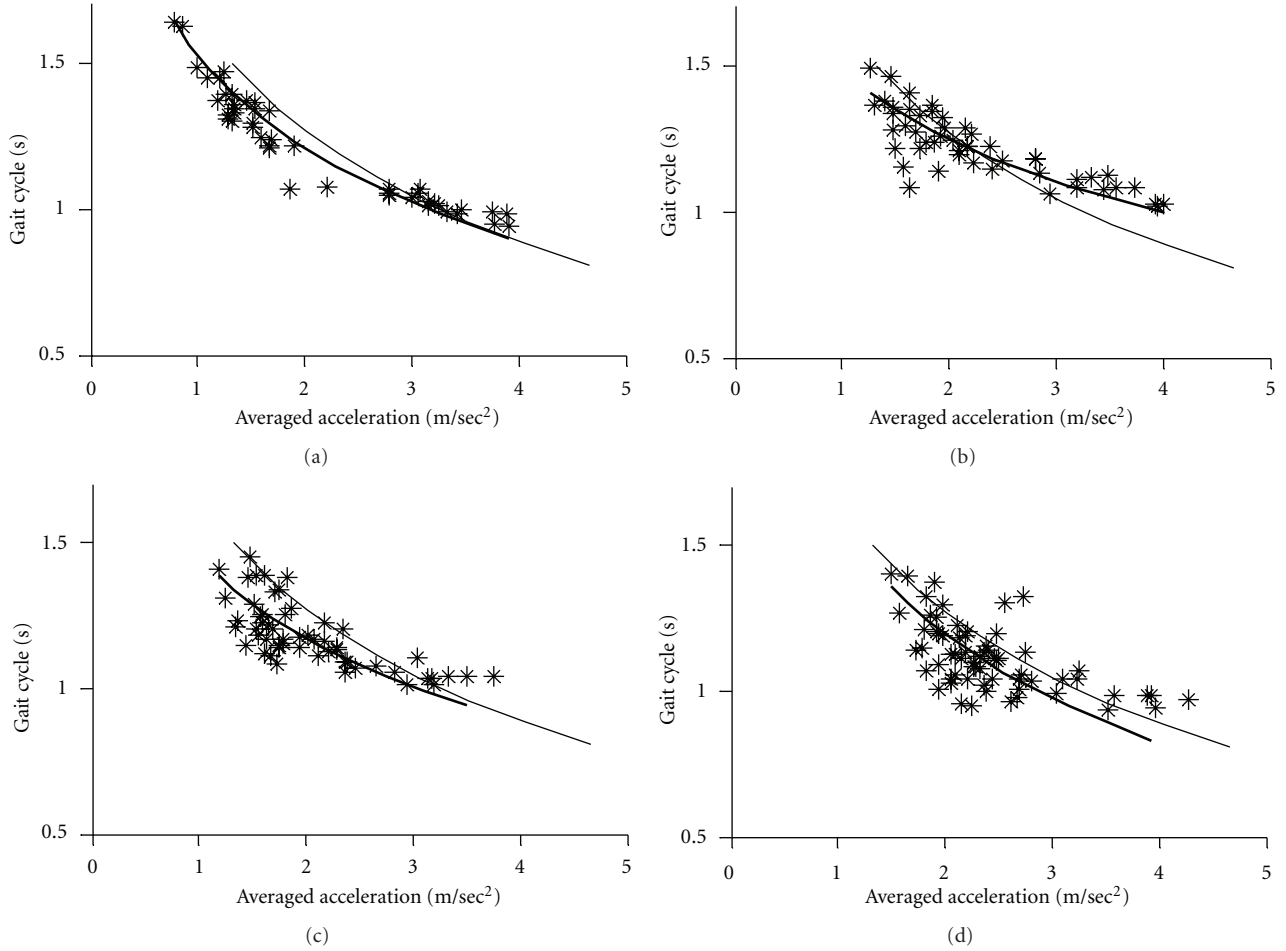 1.5
1
0.5
Gait cycle (s)
0 1 2 3 4 5
Averaged acceleration (m/sec²)
(a)
1.5
1
0.5
Gait cycle (s)
0 1 2 3 4 5
Averaged acceleration (m/sec²)
(b)
1.5
1
0.5
Gait cycle (s)
0 1 2 3 4 5
Averaged acceleration (m/sec²)
(c)
1.5
1
0.5
Gait cycle (s)
0 1 2 3 4 5
Averaged acceleration (m/sec²)
(d)